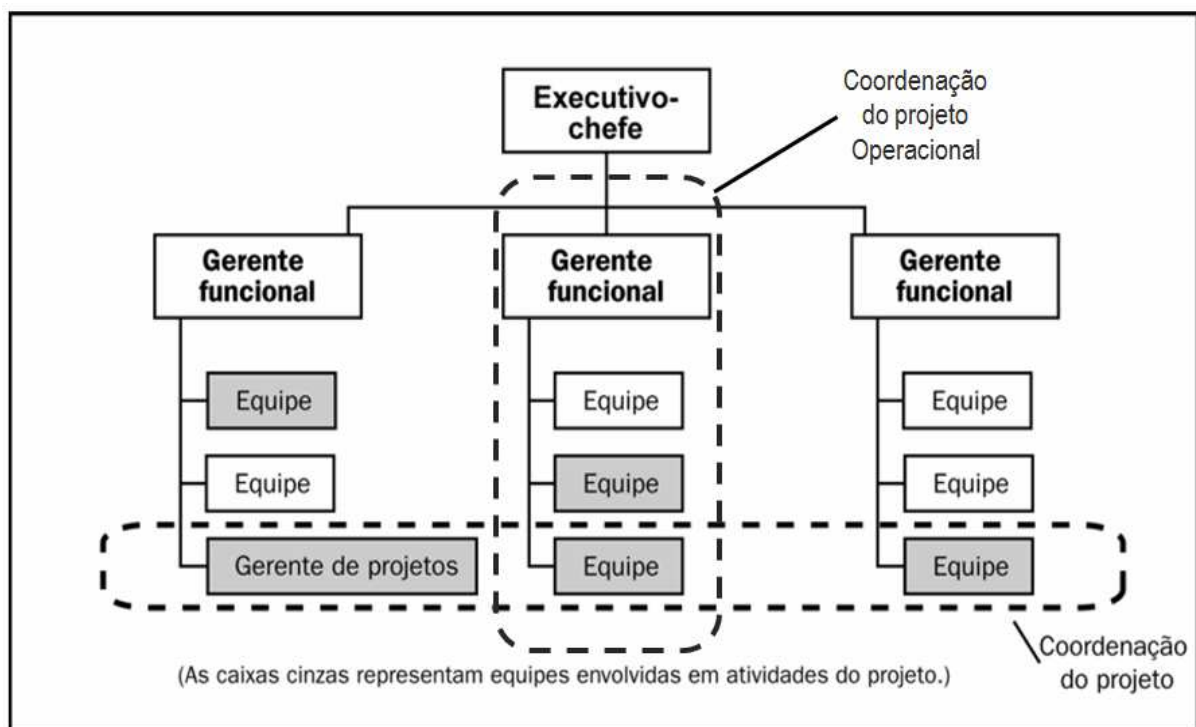 Executivo-
chefe
Coordenação
do projeto
Operacional
Gerente
funcional
Gerente
funcional
Gerente
funcional
Equipe
Equipe
Equipe
Equipe
Equipe
Equipe
Gerente de projetos
Equipe
Equipe
Coordenação
do projeto
(As caixas cinzas representam equipes envolvidas em atividades do projeto.)